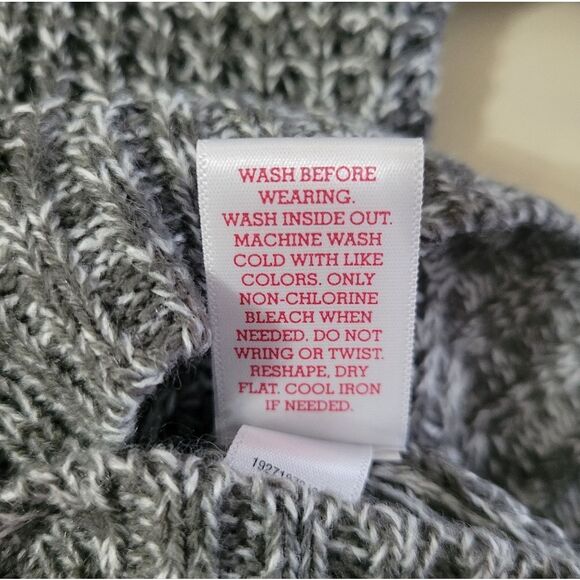 WASH BEFORE
WEARING.
WASH INSIDE OUT.
MACHINE WASH
COLD WITH LIKE
COLORS. ONLY
NON-CHLORINE
BLEACH WHEN
NEEDED. DO NOT
WRING OR TWIST.
RESHAPE, DRY
FLAT. COOL IRON
IF NEEDED.